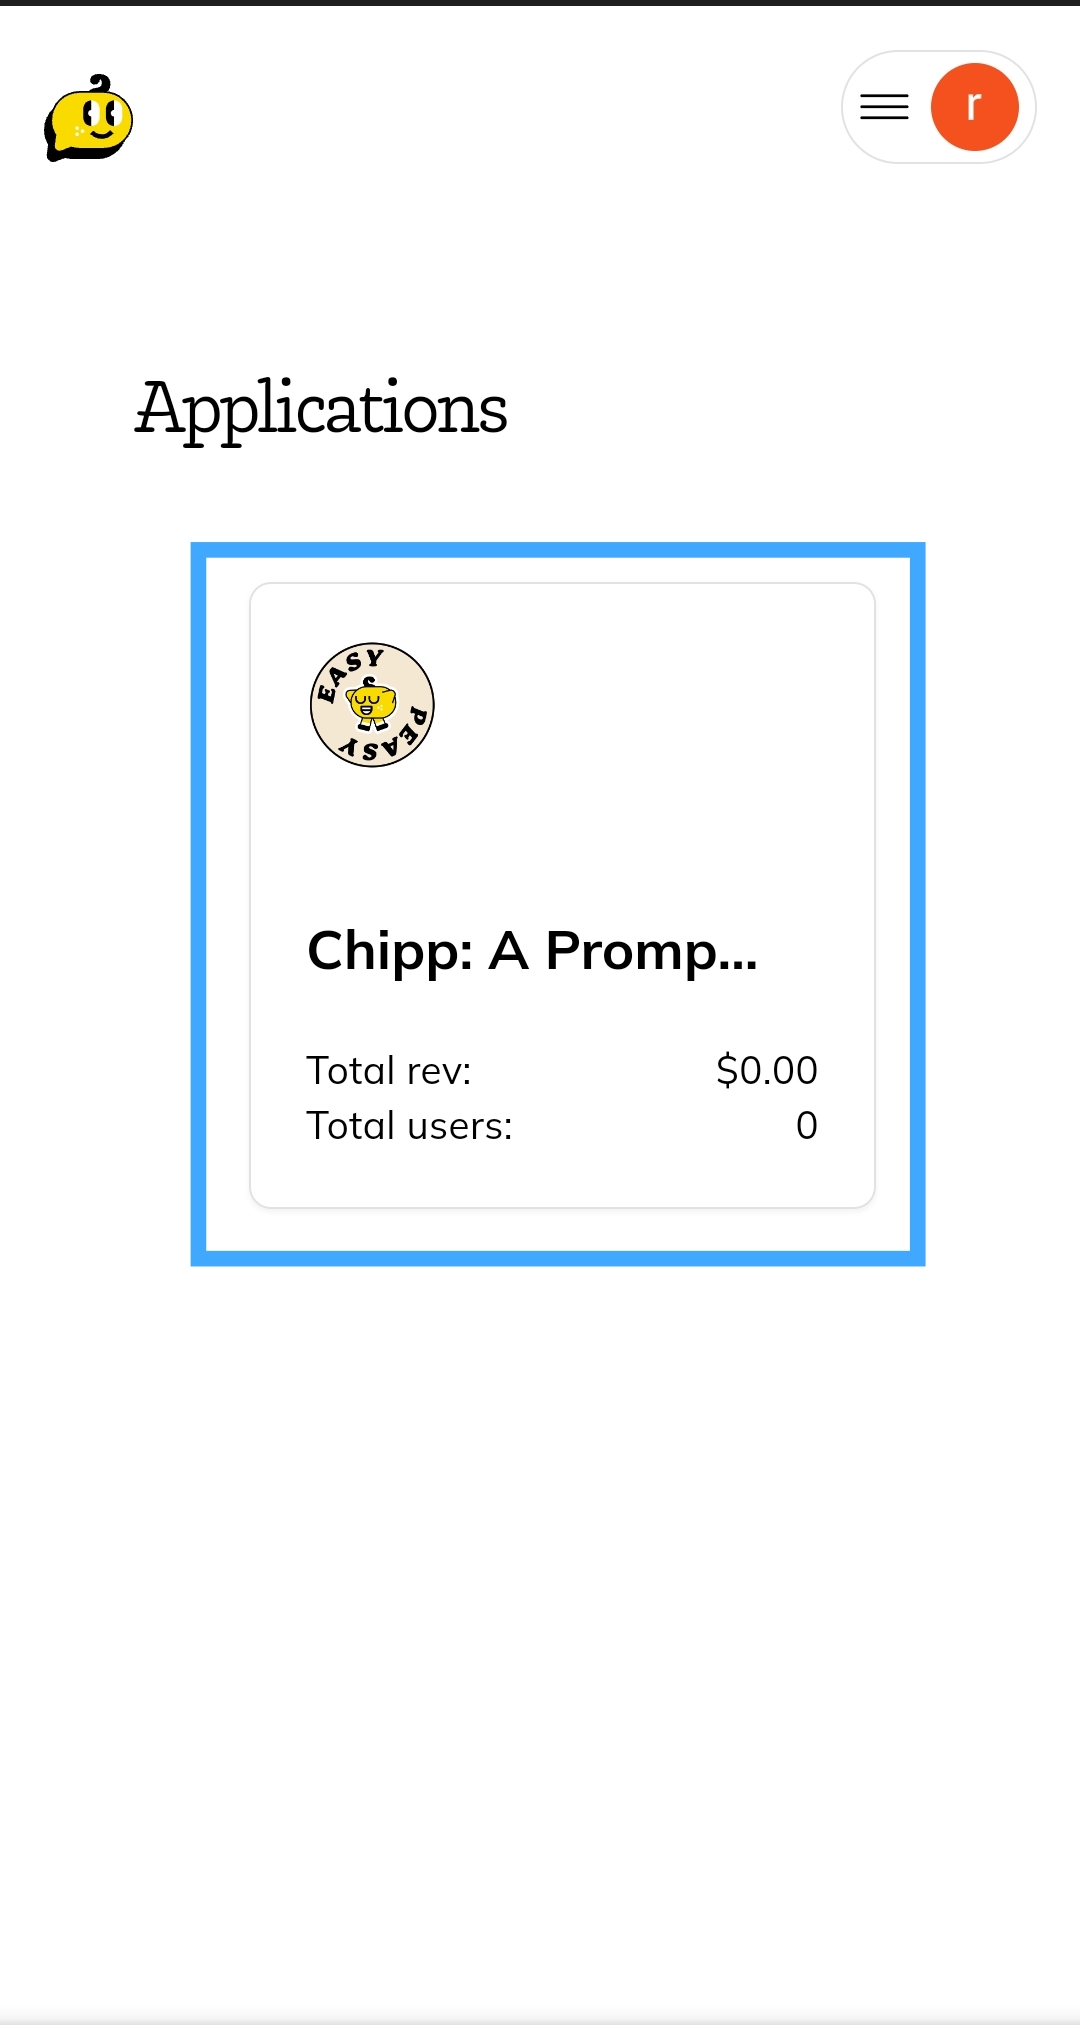 r
Applications
EASY
PEASY
Chipp: A Promp...
Total rev: $0.00
Total users: 0